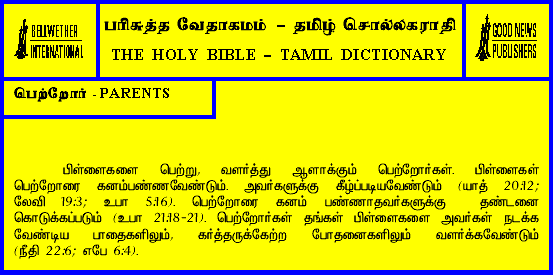 BELLWETHER
INTERNATIONAL
பரிசுத்த வேதாகமம் – தமிழ் சொல்லகராதி
THE HOLY BIBLE – TAMIL DICTIONARY
GOOD NEWS
PUBLISHERS
பெற்றோர் - PARENTS
பிள்ளைகளை பெற்று, வளர்த்து ஆளாக்கும் பெற்றோர்கள். பிள்ளைகள்
பெற்றோரை கனம்பண்ணவேண்டும். அவர்களுக்கு கீழ்ப்படியவேண்டும் (யாத் 20:12;
லேவி 19:3; உபா 5:16). பெற்றோரை கனம் பண்ணாதவர்களுக்கு தண்டனை
கொடுக்கப்படும் (உபா 21:18-21). பெற்றோர்கள் தங்கள் பிள்ளைகளை அவர்கள் நடக்க
வேண்டிய பாதைகளிலும், கர்த்தருக்கேற்ற போதனைகளிலும் வளர்க்கவேண்டும்
(நீதி 22:6; எபே 6:4).